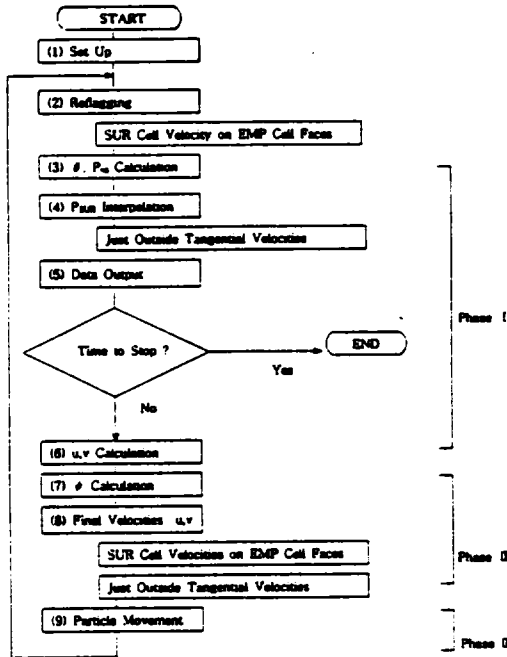 START
(1) Set Up
(2) Reflagging
SUR Cell Velocity on EMP Cell Faces
(3) Calculation
(4) Interpolation
Just Outside Tangential Velocities
(5) Data Output
Time to Stop ?
END
Yes
No
Phase
(6) u,v Calculation
(7) Calculation
(8) Final Velocities u,v
SUR Cell Velocities on EMP Cell Faces
Just Outside Tangential Velocities
Phase
(9) Particle Movement
Phase